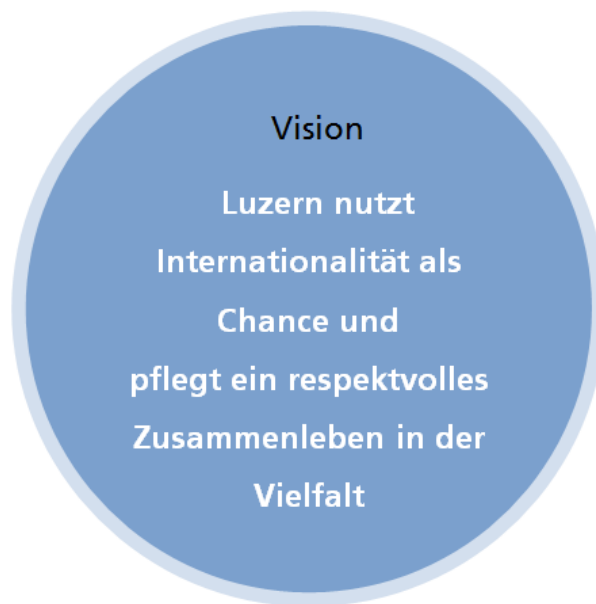 Vision
Luzern nutzt
Internationalität als
Chance und
pflegt ein respektvolles
Zusammenleben in der
Vielfalt